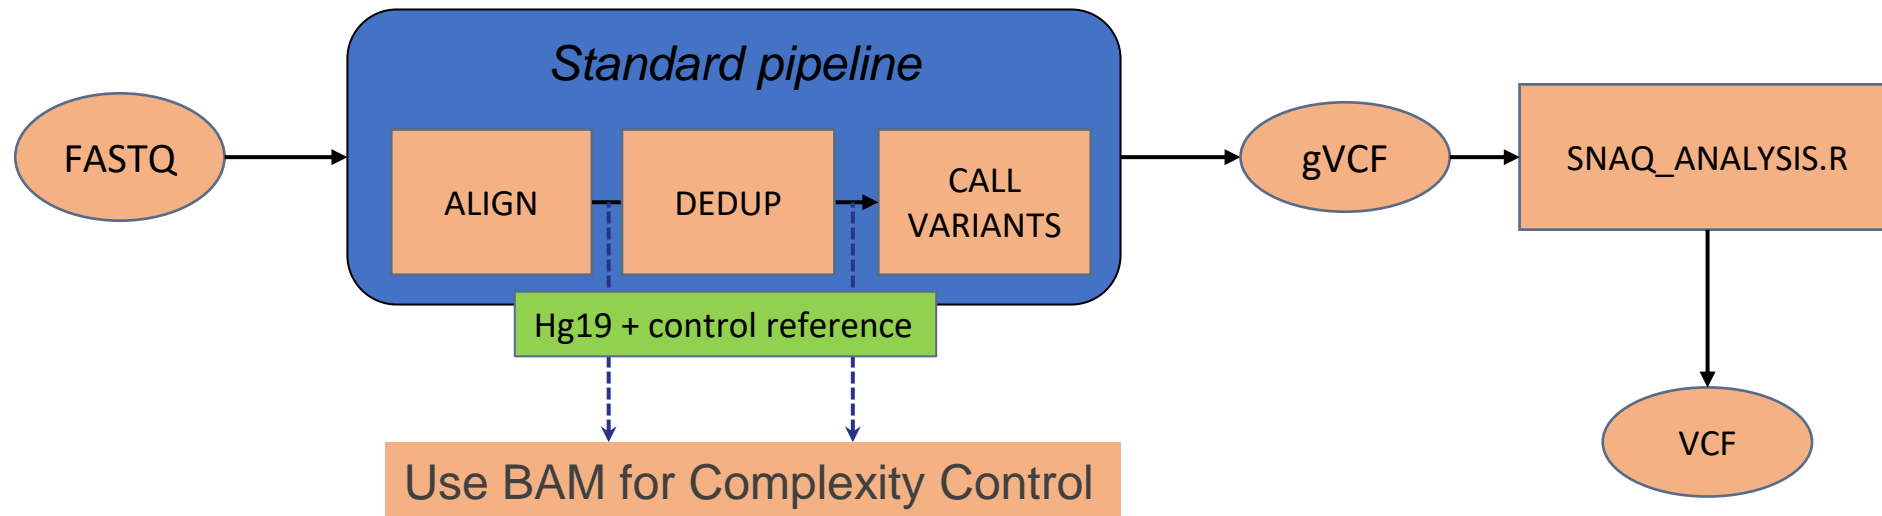 Standard pipeline
FASTQ
ALIGN
DEDUP
CALL
VARIANTS
gVCF
SNAQ_ANALYSIS.R
Hg19 + control reference
Use BAM for Complexity Control
VCF